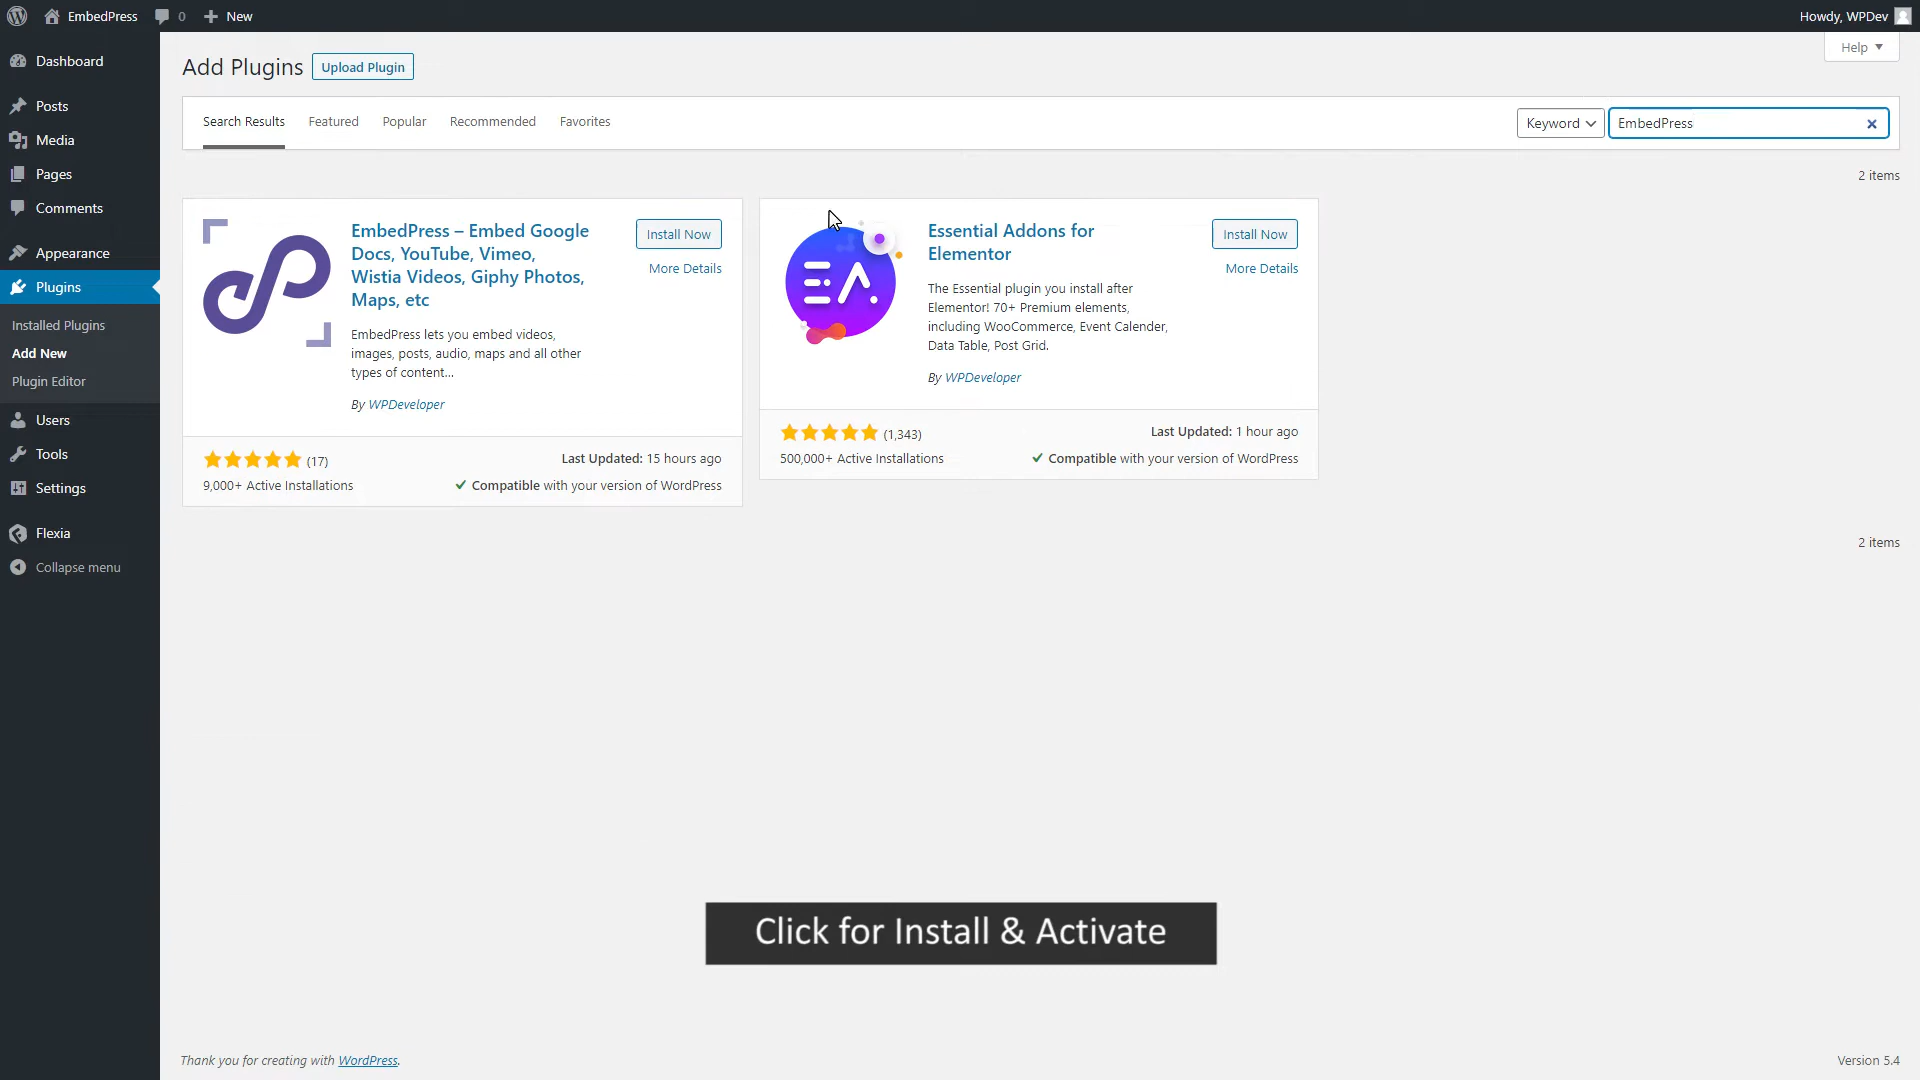 EmbedPress 0 New Howdy, WPDev
Help
Dashboard
Posts
Media
Pages
Comments
Appearance
Plugins
Installed Plugins
Add New
Plugin Editor
Users
Tools
Settings
Flexia
Collapse menu
Add Plugins Upload Plugin
Search Results Featured Popular Recommended Favorites Keyword EmbedPress
2 items
EmbedPress – Embed Google
Docs, YouTube, Vimeo,
Wistia Videos, Giphy Photos,
Maps, etc
Install Now
More Details
EmbedPress lets you embed videos,
images, posts, audio, maps and all other
types of content...
By WPDeveloper
(17)
Last Updated: 15 hours ago
9,000+ Active Installations
Compatible with your version of WordPress
EA
Essential Addons for
Elementor
Install Now
More Details
The Essential plugin you install after
Elementor! 70+ Premium elements,
including WooCommerce, Event Calender,
Data Table, Post Grid.
By WPDeveloper
(1,343)
Last Updated: 1 hour ago
500,000+ Active Installations
Compatible with your version of WordPress
2 items
Click for Install & Activate
Thank you for creating with WordPress.
Version 5.4